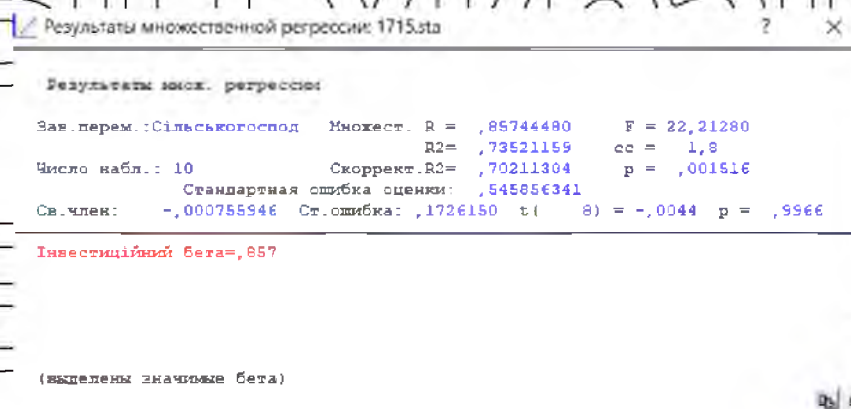 Результаты множественной регрессии: 1715.sta ? ×
Результаты множ. регрессии
Зав.перем.:Сільськогоспод Множест. R = ,85744480 F = 22,21280
R2= ,73521159 сс = 1,8
Число набл.: 10 Скоррект.R2= ,70211304 p = ,001516
Стандартная ошибка оценки: ,545856341
Св.член: -,000755946 Ст.ошибка: ,1726150 t( 8) = -,0044 p = ,9966
Інвестиційний бета=,857
(выделены значимые бета)